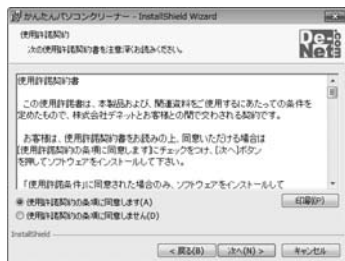 かんたんパソコンクリーナー - InstallShield Wizard
使用許諾契約
次の使用許諾契約書を注意深くお読みください。
De-
Net
使用許諾契約書
この使用許諾書は、本製品および、関連資料をご使用するにあたっての条件を
定めたもので、株式会社デネットとお客様との間で交わされる契約です。
お客様は、使用許諾契約書をお読みの上、同意いただける場合は
[使用許諾契約の条項に同意します]にチェックをつけ、[次へ]ボタン
を押してソフトウェアをインストールして下さい。
「使用許諾条件」に同意された場合のみ、ソフトウェアをインストールして
使用許諾契約の条項に同意します(A)
印刷(P)
使用許諾契約の条項に同意しません(D)
InstallShield
< 戻る(B)
次へ(N) >
キャンセル